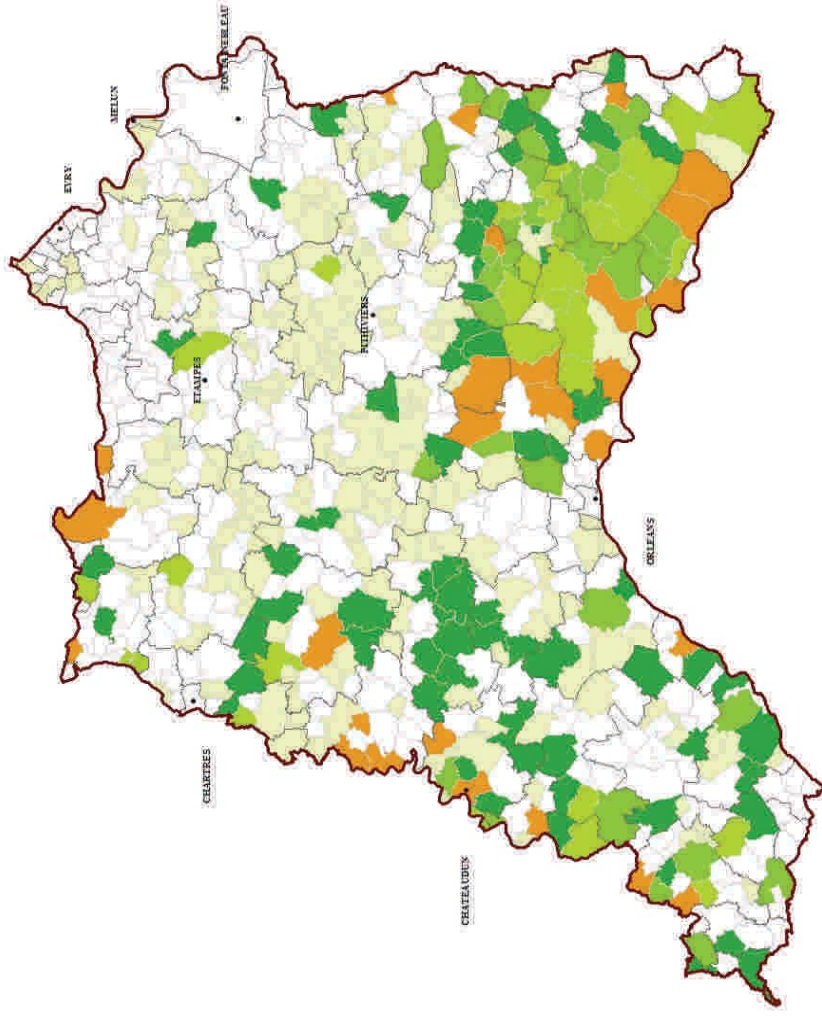 EVRY
MELUN
FONTAINEBLEAU
ETAMPES
PITHIVIERS
CHARTRES
ORLEANS
CHATEAUDUN